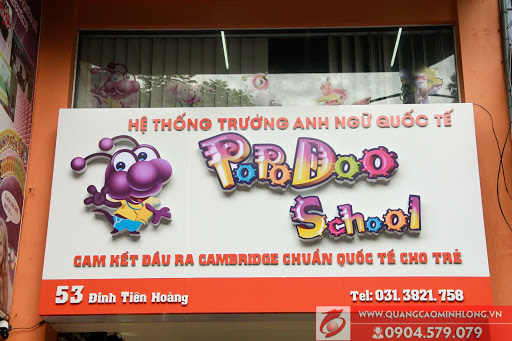 HỆ THỐNG TRƯỜNG ANH NGỮ QUỐC TẾ
POPODOO
School
CAM KẾT ĐẦU RA CAMBRIDGE CHUẨN QUỐC TẾ CHO TRẺ
53 Đinh Tiên Hoàng
Tel: 031.3821.758
WWW.QUANGCAOMINHLONG.VN
0904.579.079